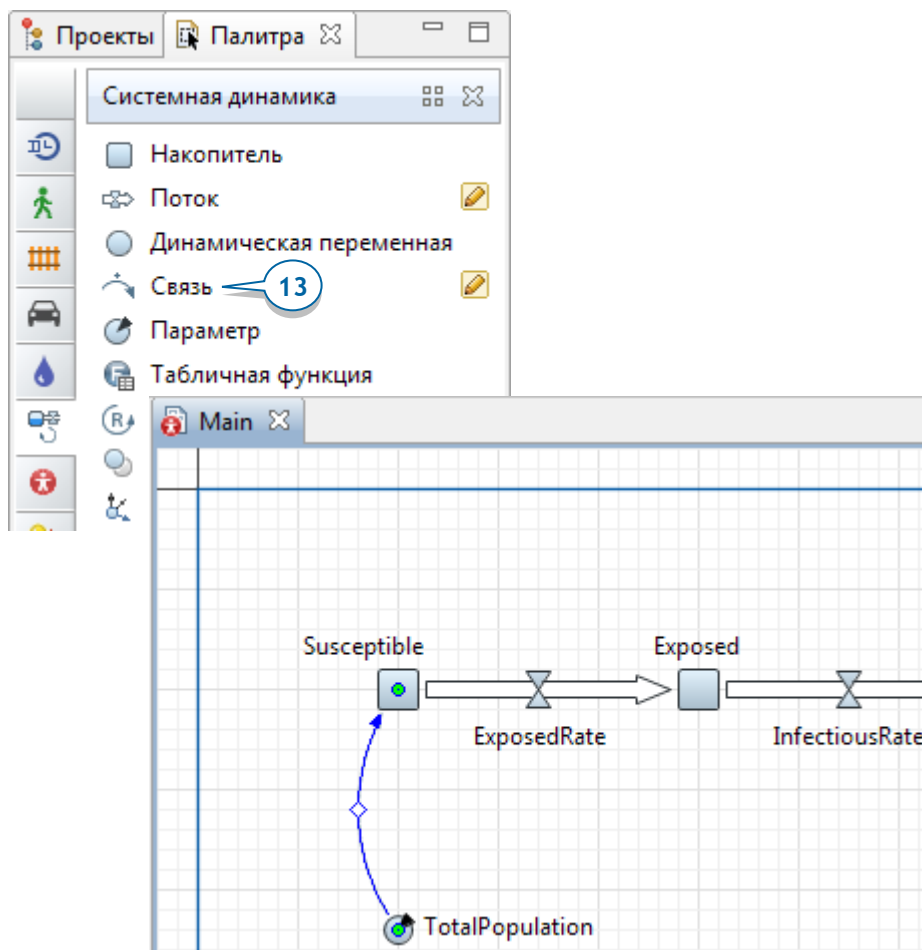 Проекты
Палитра
Системная динамика
Накопитель
Поток
Динамическая переменная
Связь
13
Параметр
Табличная функция
R
Main
Susceptible
Exposed
ExposedRate
InfectiousRate
TotalPopulation